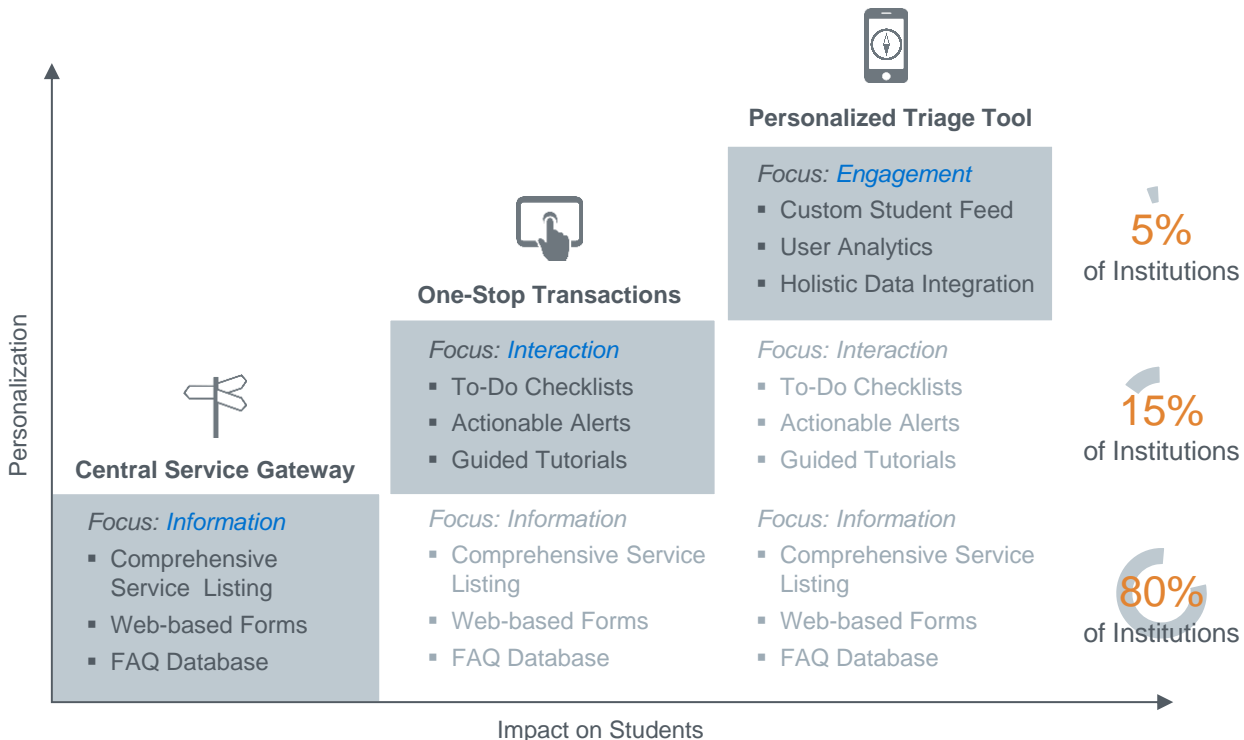 Personalized Triage Tool
Focus: Engagement
▪ Custom Student Feed
▪ User Analytics
▪ Holistic Data Integration
5%
of Institutions
One-Stop Transactions
Focus: Interaction
▪ To-Do Checklists
▪ Actionable Alerts
▪ Guided Tutorials
Focus: Interaction
▪ To-Do Checklists
▪ Actionable Alerts
▪ Guided Tutorials
15%
of Institutions
Personalization
Central Service Gateway
Focus: Information
▪ Comprehensive
Service Listing
▪ Web-based Forms
▪ FAQ Database
Focus: Information
▪ Comprehensive Service
Listing
▪ Web-based Forms
▪ FAQ Database
Focus: Information
▪ Comprehensive Service
Listing
▪ Web-based Forms
▪ FAQ Database
80%
of Institutions
Impact on Students